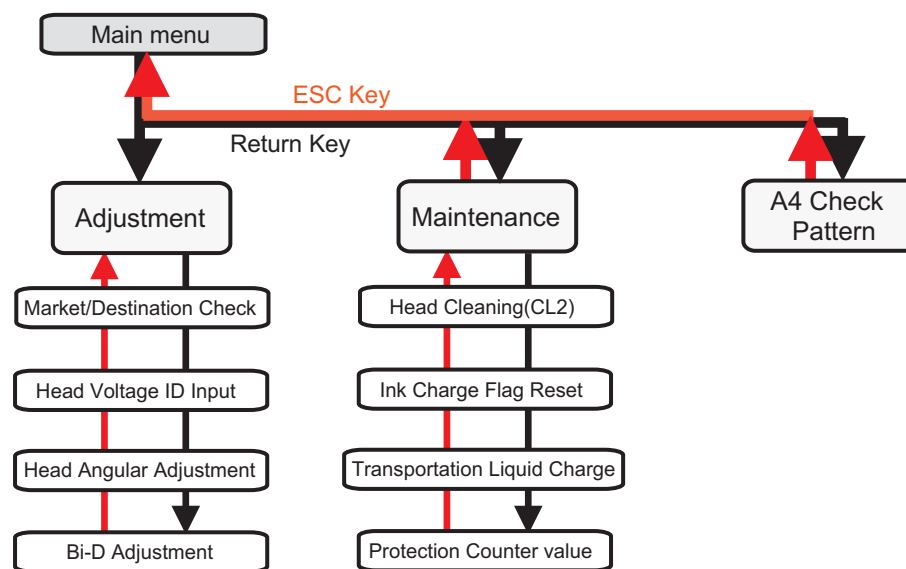 Main menu
ESC Key
Return Key
Adjustment
Maintenance
A4 Check
Pattern
Market/Destination Check
Head Cleaning(CL2)
Head Voltage ID Input
Ink Charge Flag Reset
Head Angular Adjustment
Transportation Liquid Charge
Bi-D Adjustment
Protection Counter value